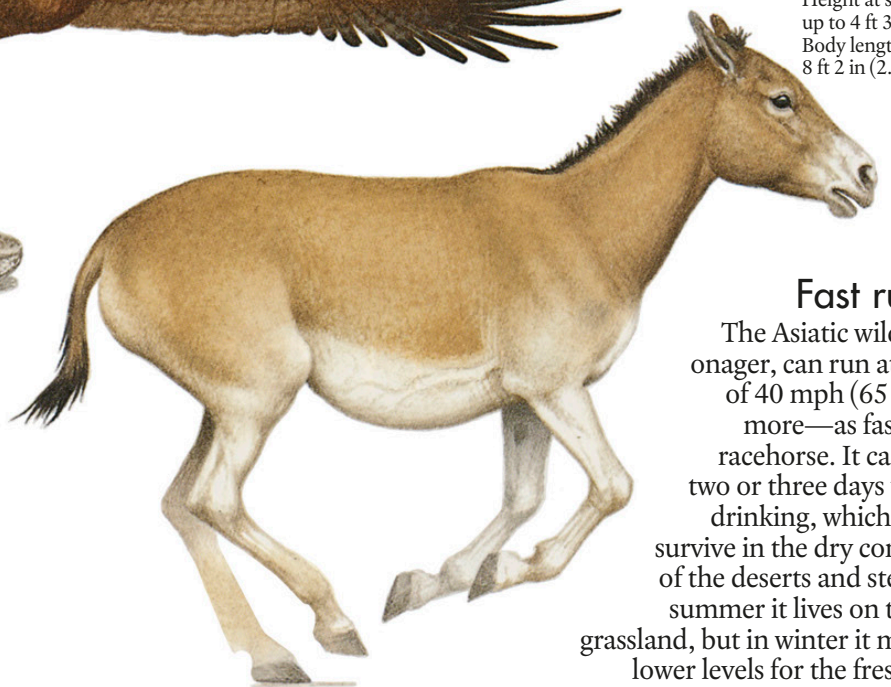 Height at s
up to 4 ft 3
Body lengt
8 ft 2 in (2.
Fast ru
The Asiatic wil
onager, can run a
of 40 mph (65
more—as fas
racehorse. It ca
two or three days
drinking, which
survive in the dry con
of the deserts and ste
summer it lives on t
grassland, but in winter it m
lower levels for the fres